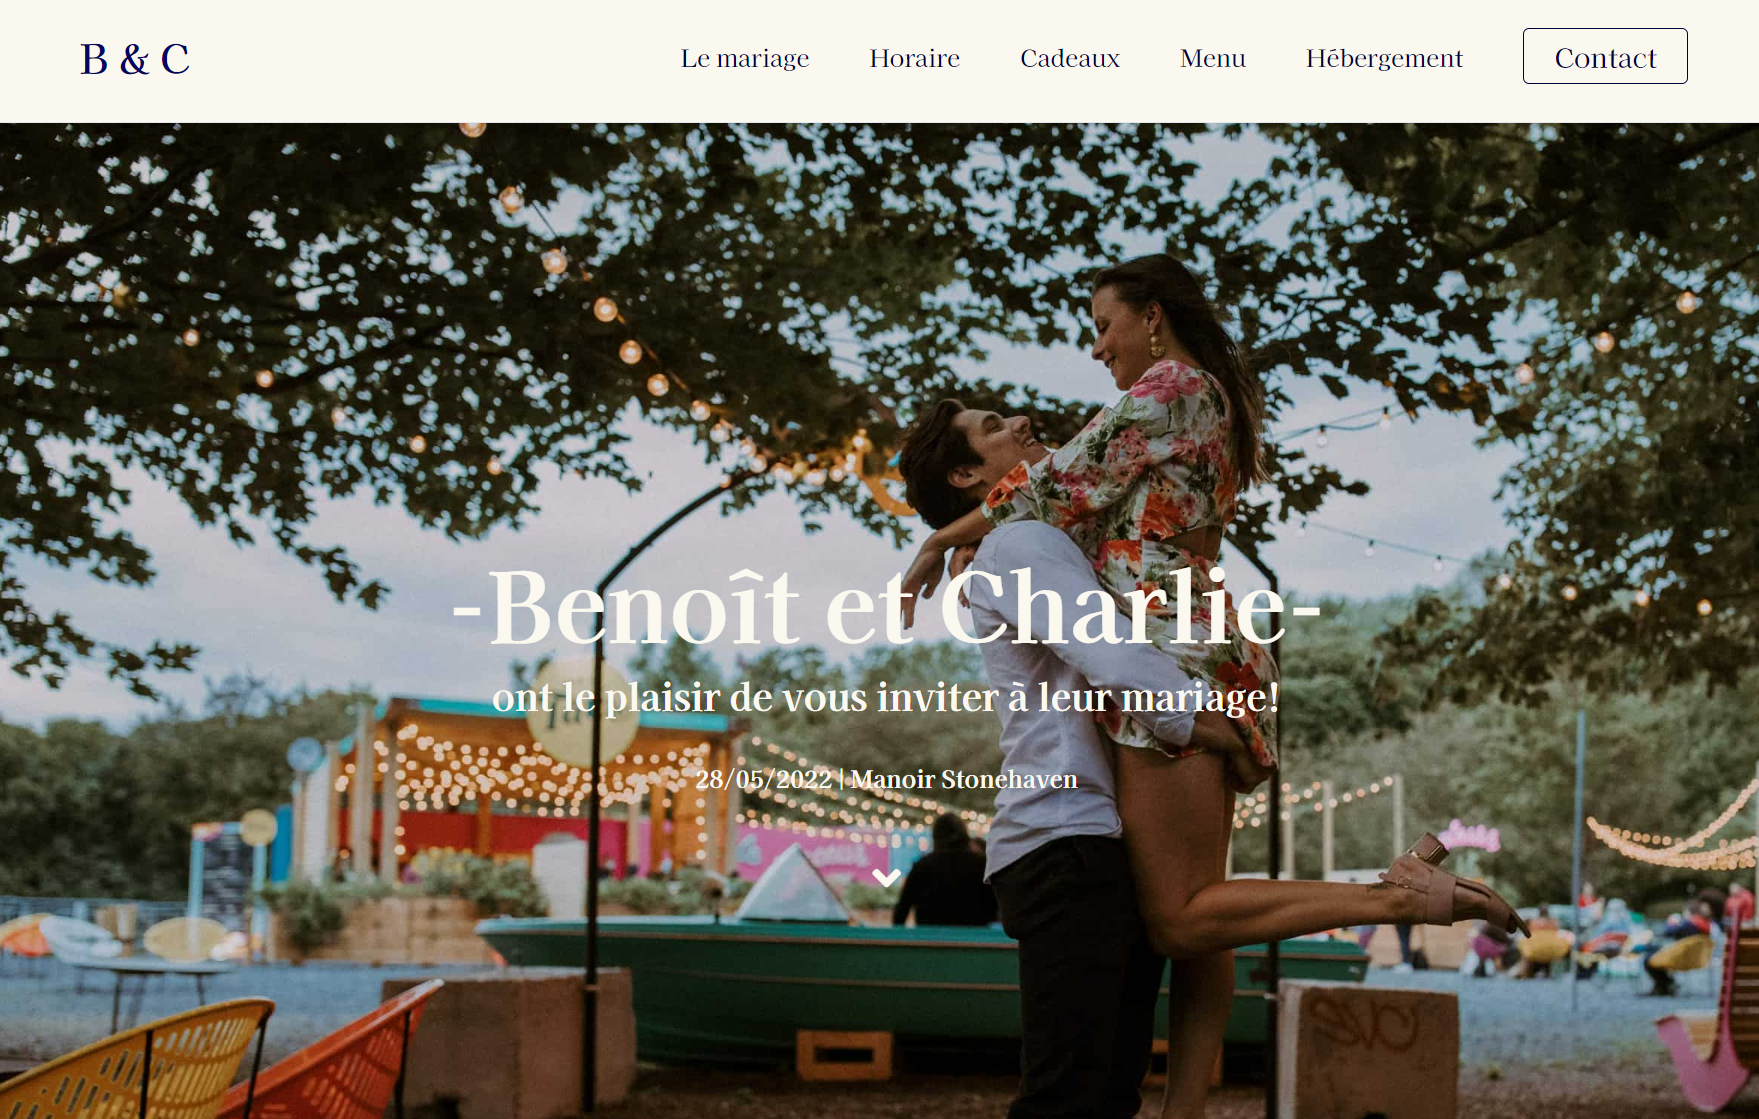 B & C
Le mariage
Horaire
Cadeaux
Menu
Hébergement
Contact
-Benoît et Charlie-
ont le plaisir de vous inviter à leur mariage!
28/05/2022 | Manoir Stonehaven